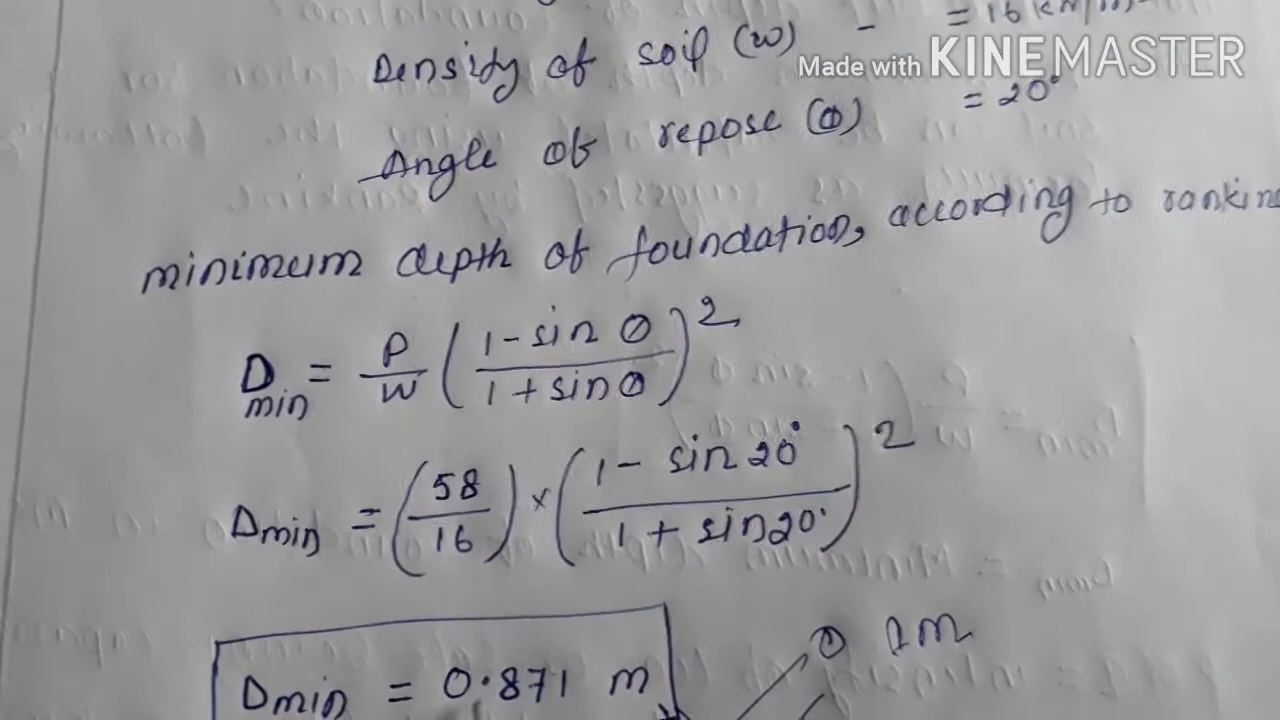 Density of soil (w) - = 16 KN/m
Made with KINEMASTER
Angle of repose (Φ) = 20°
minimum depth of foundation, according to rankin
Dmin = P/W (1 - sin Φ / 1 + sin Φ)²
Dmin = (58/16) × (1 - sin 20° / 1 + sin 20°)²
Dmin = 0.871 m
1m